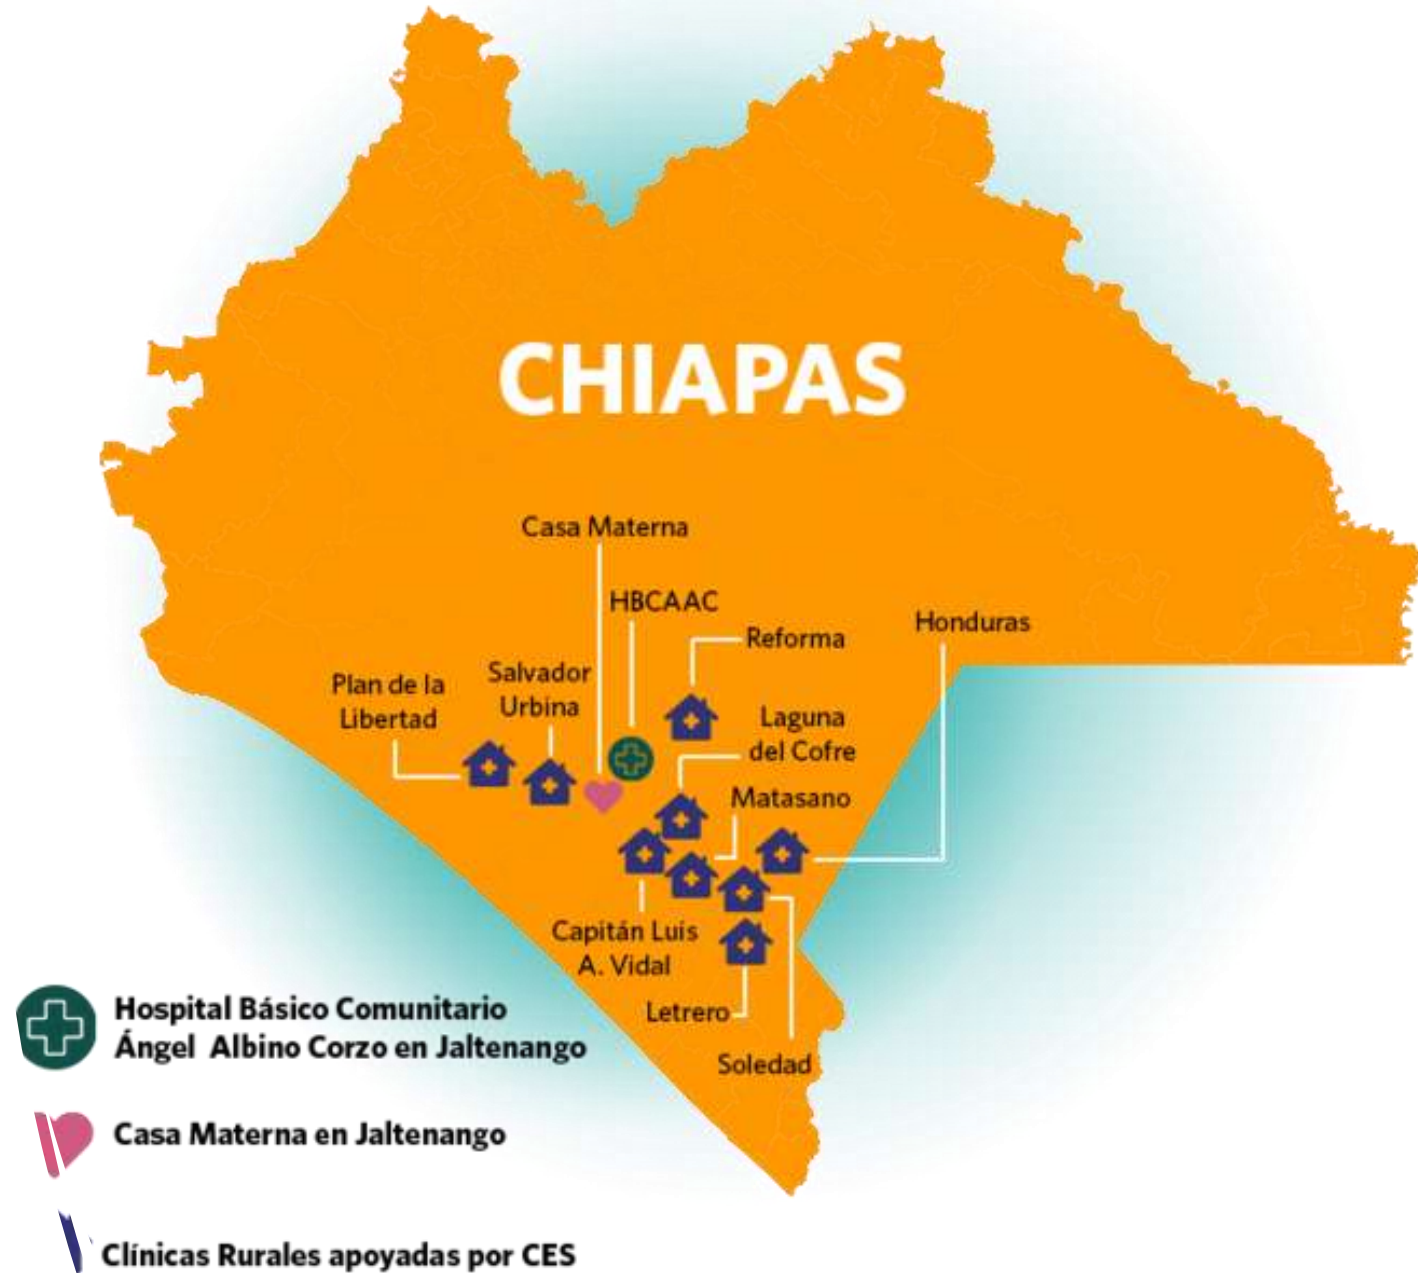 CHIAPAS
Casa Materna
HBCAAC
Reforma
Honduras
Salvador
Urbina
Plan de la
Libertad
Laguna
del Cofre
Matasano
Capitán Luis
A. Vidal
Letrero
Soledad
Hospital Básico Comunitario
Ángel Albino Corzo en Jaltenango
Casa Materna en Jaltenango
Clínicas Rurales apoyadas por CES